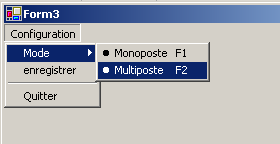 Form3
Configuration
Mode
Monoposte F1
enregistrer
Multiposte F2
Quitter